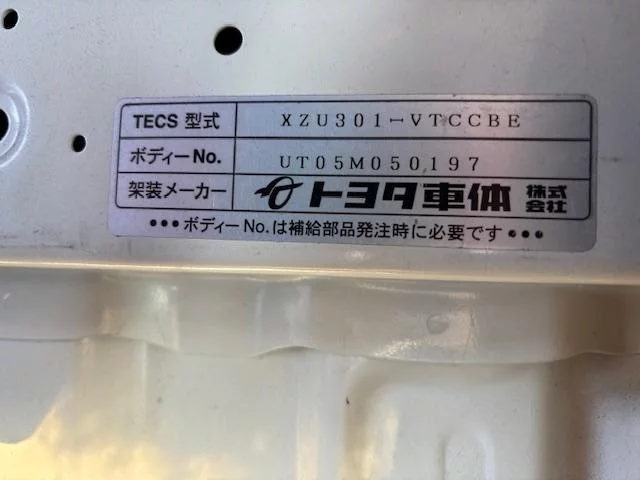 TECS 型式 XZU301-VTCCBE
ボディーNo. UT05M050197
架装メーカー トヨタ車体 株式会社
•••ボディーNo.は補給部品発注時に必要です•••